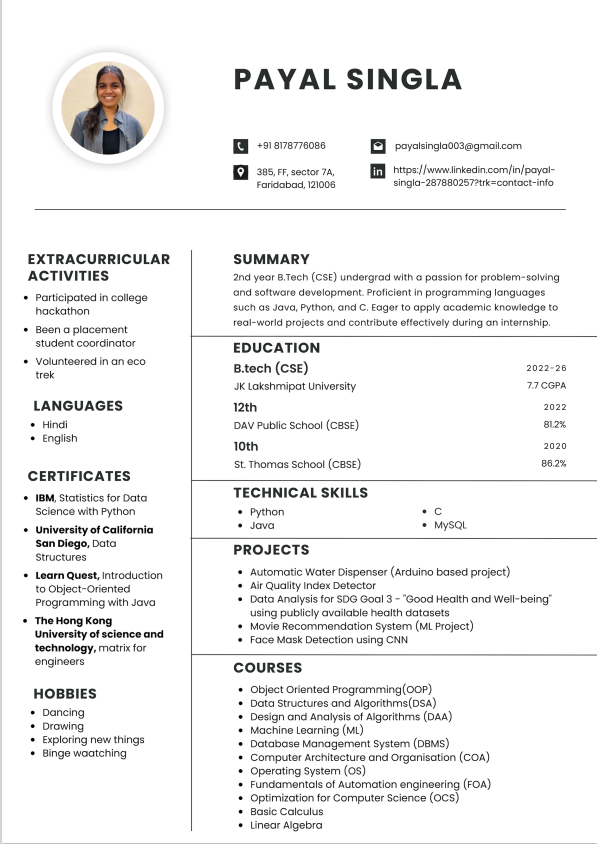 PAYAL SINGLA
+91 8178776086
payalsingla003@gmail.com
385, FF, sector 7A,
Faridabad, 121006
https://www.linkedin.com/in/payal-
singla-287880257?trk=contact-info
EXTRACURRICULAR
ACTIVITIES
• Participated in college
hackathon
• Been a placement
student coordinator
• Volunteered in an eco
trek
LANGUAGES
• Hindi
• English
CERTIFICATES
• IBM, Statistics for Data
Science with Python
• University of California
San Diego, Data
Structures
• Learn Quest, Introduction
to Object-Oriented
Programming with Java
• The Hong Kong
University of science and
technology, matrix for
engineers
HOBBIES
• Dancing
• Drawing
• Exploring new things
• Binge waatching
SUMMARY
2nd year B.Tech (CSE) undergrad with a passion for problem-solving
and software development. Proficient in programming languages
such as Java, Python, and C. Eager to apply academic knowledge to
real-world projects and contribute effectively during an internship.
EDUCATION
B.tech (CSE) 2022-26
JK Lakshmipat University 7.7 CGPA
12th 2022
DAV Public School (CBSE) 81.2%
10th 2020
St. Thomas School (CBSE) 86.2%
TECHNICAL SKILLS
• Python • C
• Java • MySQL
PROJECTS
• Automatic Water Dispenser (Arduino based project)
• Air Quality Index Detector
• Data Analysis for SDG Goal 3 - "Good Health and Well-being"
using publicly available health datasets
• Movie Recommendation System (ML Project)
• Face Mask Detection using CNN
COURSES
• Object Oriented Programming(OOP)
• Data Structures and Algorithms(DSA)
• Design and Analysis of Algorithms (DAA)
• Machine Learning (ML)
• Database Management System (DBMS)
• Computer Architecture and Organisation (COA)
• Operating System (OS)
• Fundamentals of Automation engineering (FOA)
• Optimization for Computer Science (OCS)
• Basic Calculus
• Linear Algebra